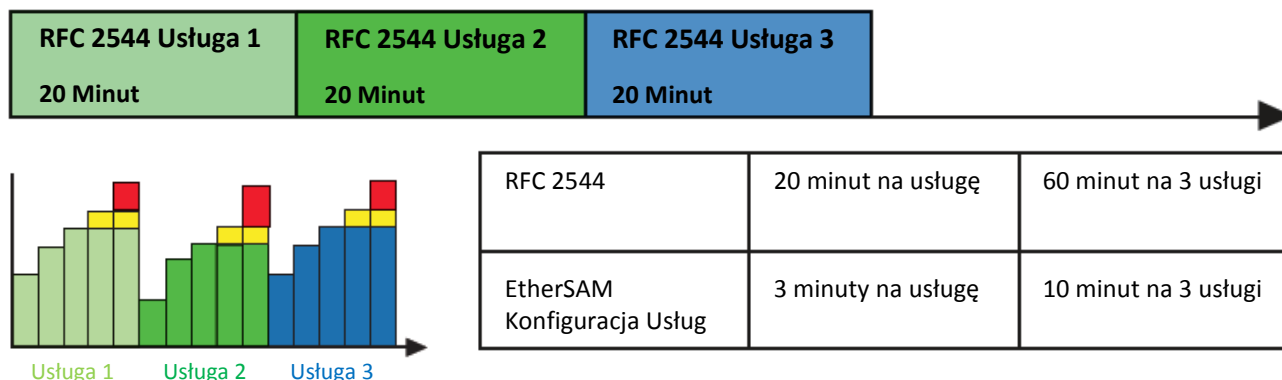 RFC 2544 Usługa 1
20 Minut
RFC 2544 Usługa 2
20 Minut
RFC 2544 Usługa 3
20 Minut
RFC 2544
20 minut na usługę
60 minut na 3 usługi
EtherSAM
Konfiguracja Usług
3 minuty na usługę
10 minut na 3 usługi
Usługa 1
Usługa 2
Usługa 3